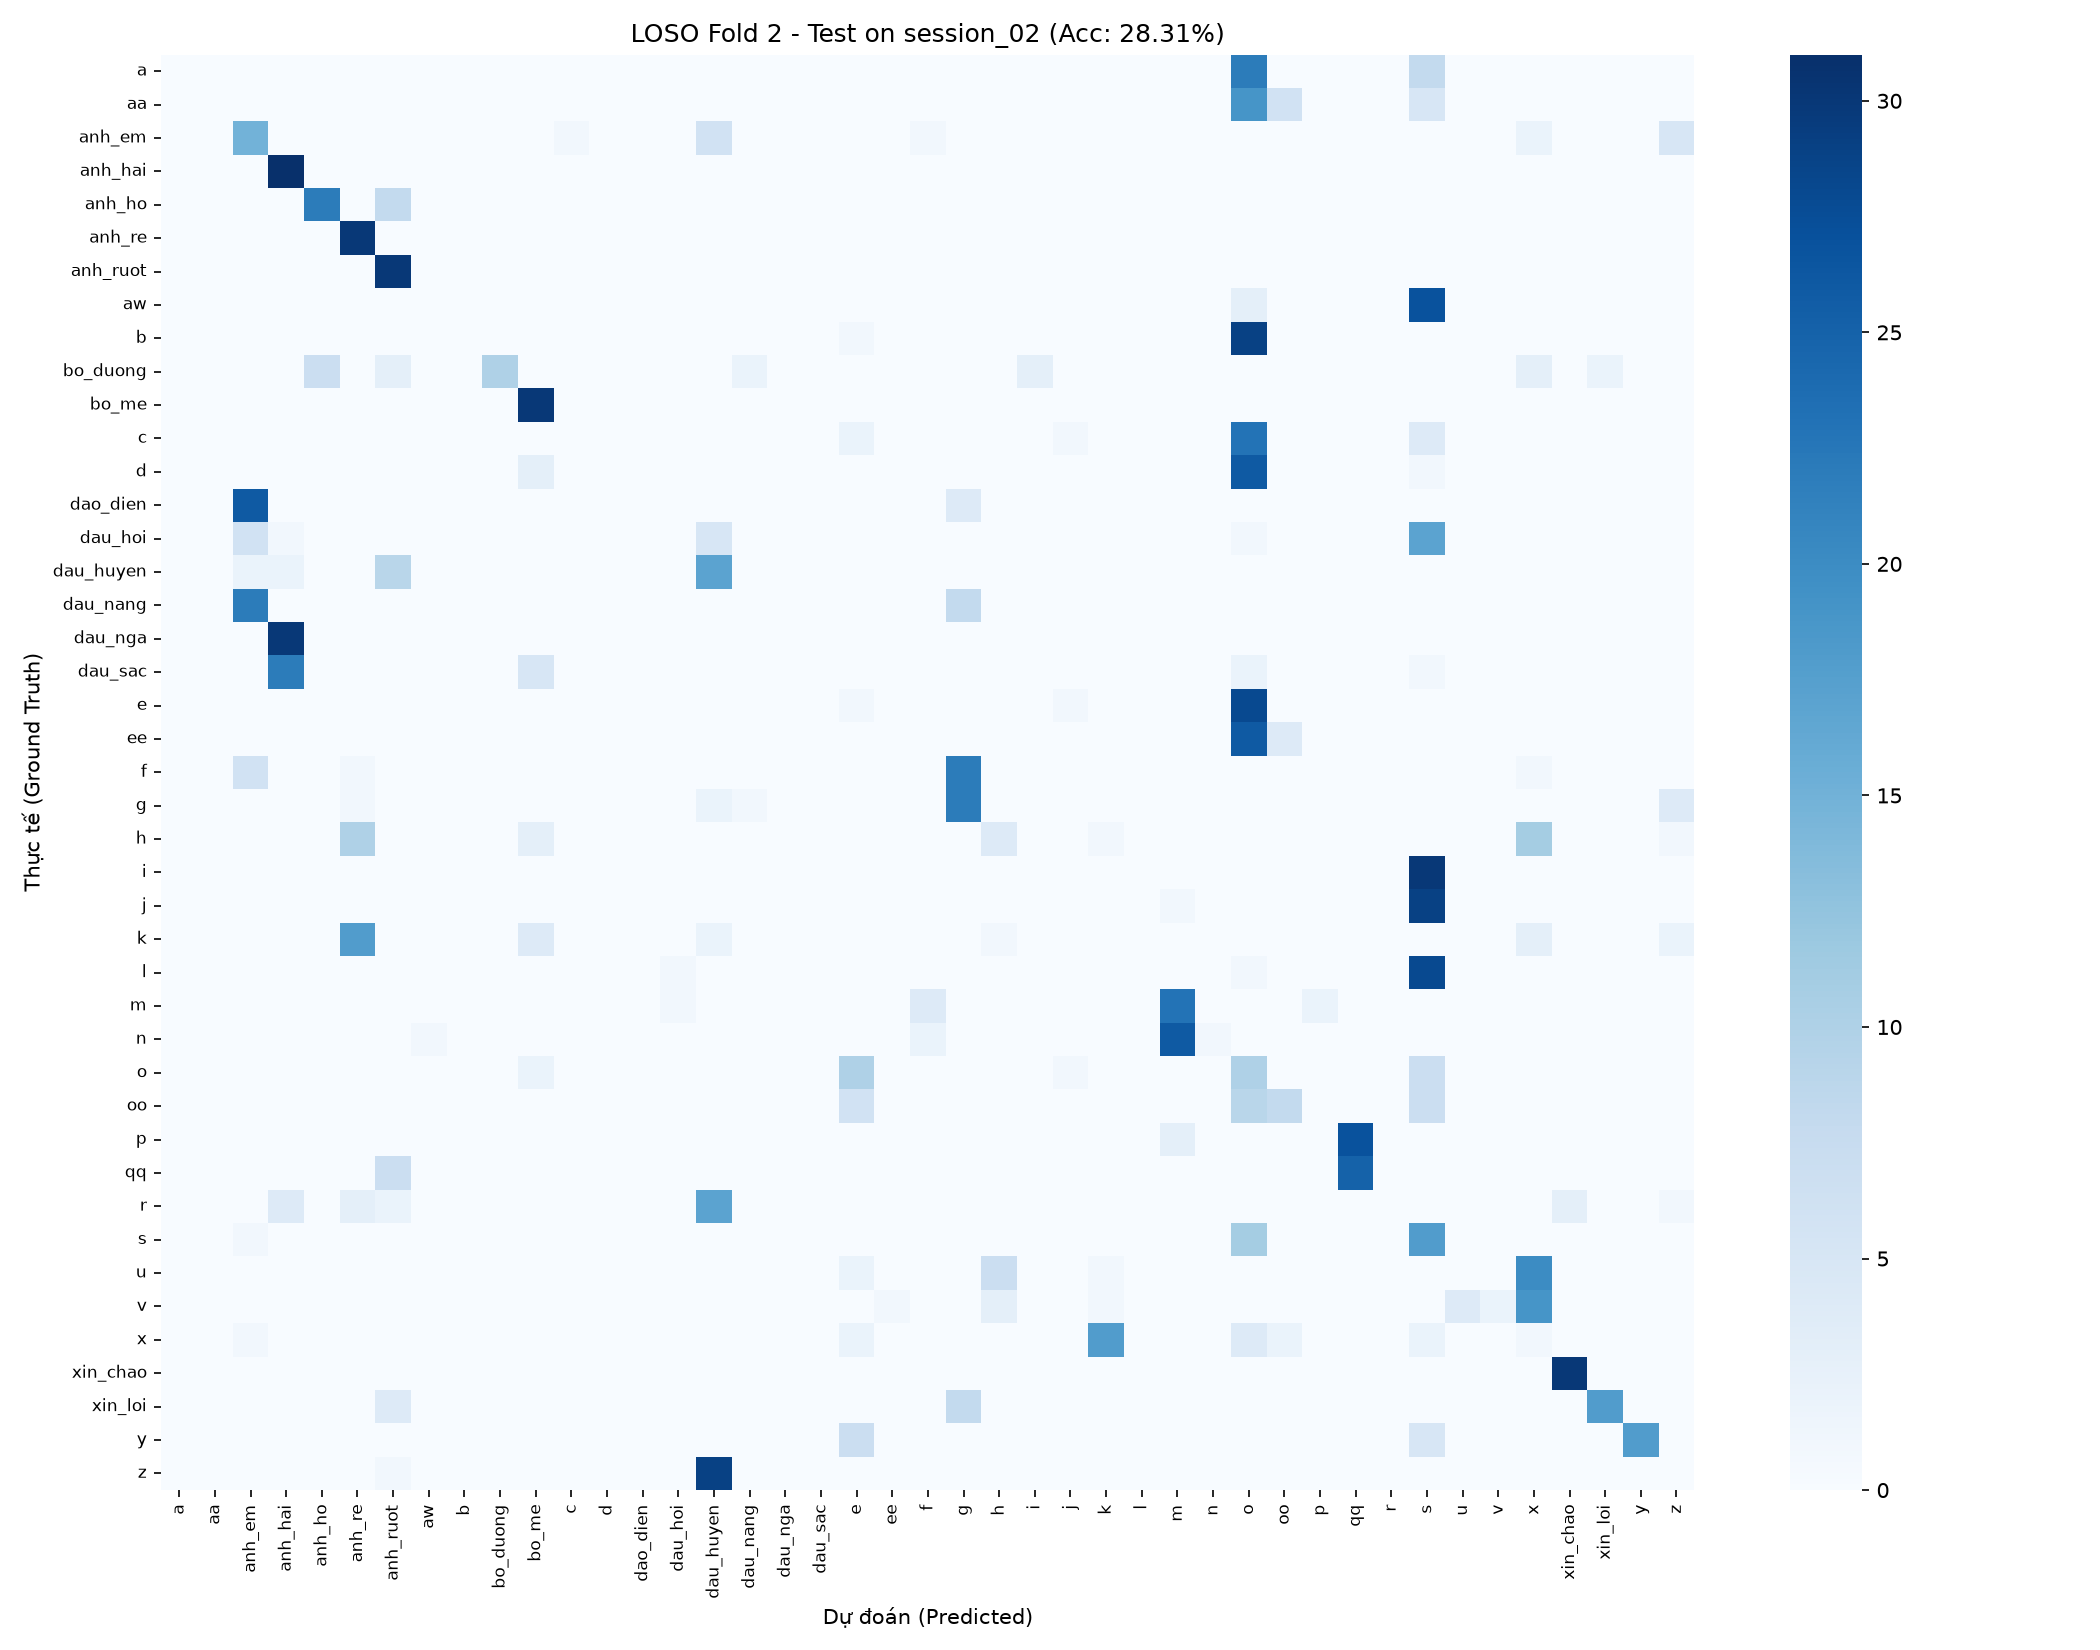 LOSO Fold 2 - Test on session_02 (Acc: 28.31%)
Thực tế (Ground Truth)
a
aa
anh_em
anh_hai
anh_ho
anh_re
anh_ruot
aw
b
bo_duong
bo_me
c
d
dao_dien
dau_hoi
dau_huyen
dau_nang
dau_nga
dau_sac
e
ee
f
g
h
i
j
k
l
m
n
o
oo
p
qq
r
s
u
v
x
xin_chao
xin_loi
y
z
a
aa
anh_em
anh_hai
anh_ho
anh_re
anh_ruot
aw
b
bo_duong
bo_me
c
d
dao_dien
dau_hoi
dau_huyen
dau_nang
dau_nga
dau_sac
e
ee
f
g
h
i
j
k
l
m
n
o
oo
p
qq
r
s
u
v
x
xin_chao
xin_loi
y
z
Dự đoán (Predicted)
30
25
20
15
10
5
0